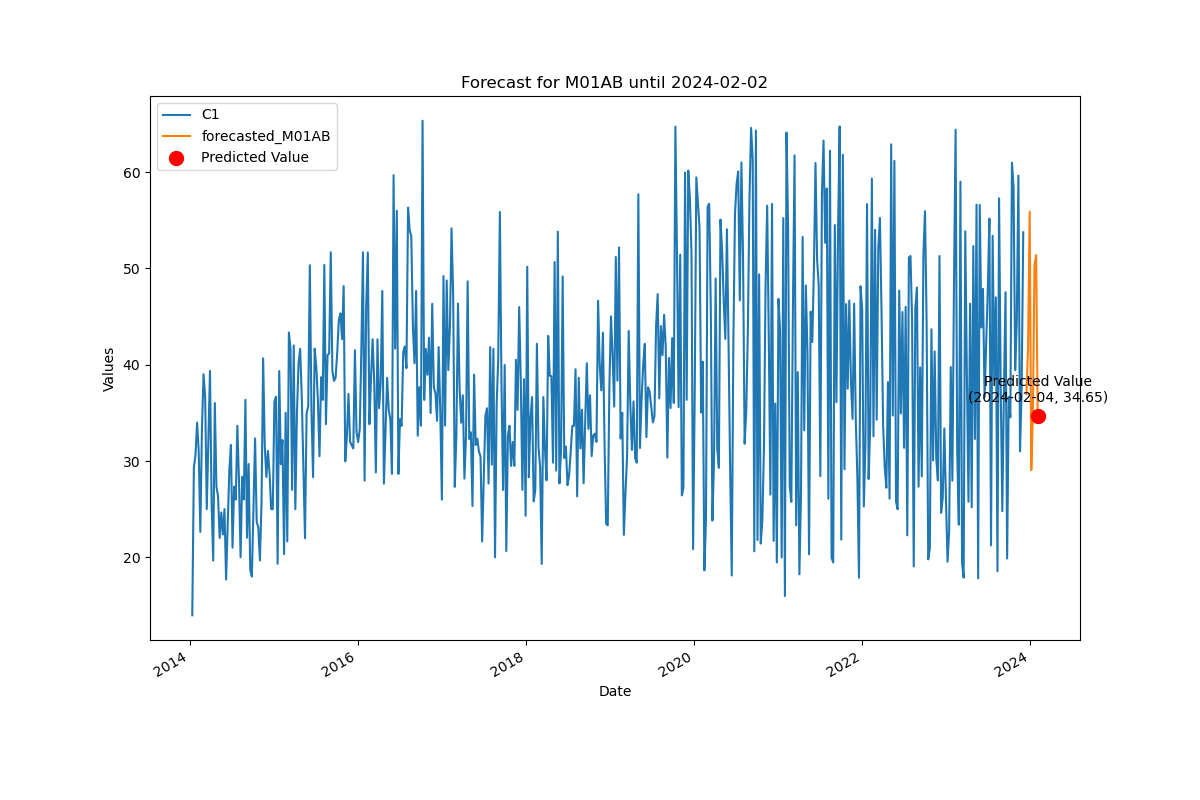 Forecast for M01AB until 2024-02-02
C1
forecasted_M01AB
Predicted Value
60
50
40
30
20
Values
Predicted Value
(2024-02-04, 34.65)
2014
2016
2018
2020
2022
2024
Date